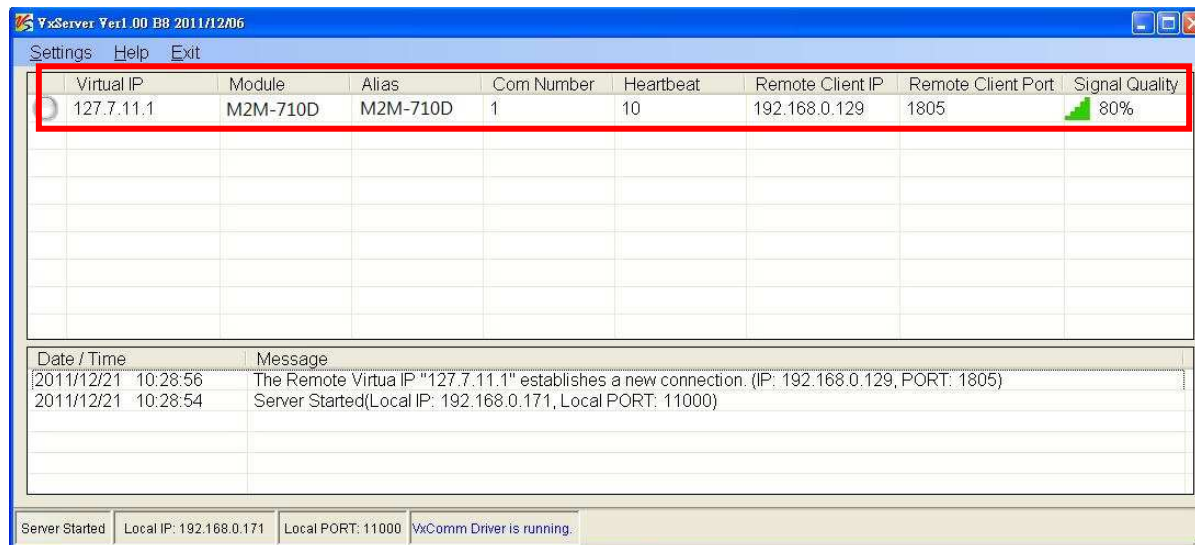 VxServer Ver1.00 B8 2011/12/06
Settings Help Exit
Virtual IP Module Alias Com Number Heartbeat Remote Client IP Remote Client Port Signal Quality
127.7.11.1 M2M-710D M2M-710D 1 10 192.168.0.129 1805 80%
Date / Time Message
2011/12/21 10:28:56 The Remote Virtua IP "127.7.11.1" establishes a new connection. (IP: 192.168.0.129, PORT: 1805)
2011/12/21 10:28:54 Server Started(Local IP: 192.168.0.171, Local PORT: 11000)
Server Started Local IP: 192.168.0.171 Local PORT: 11000 VxComm Driver is running.